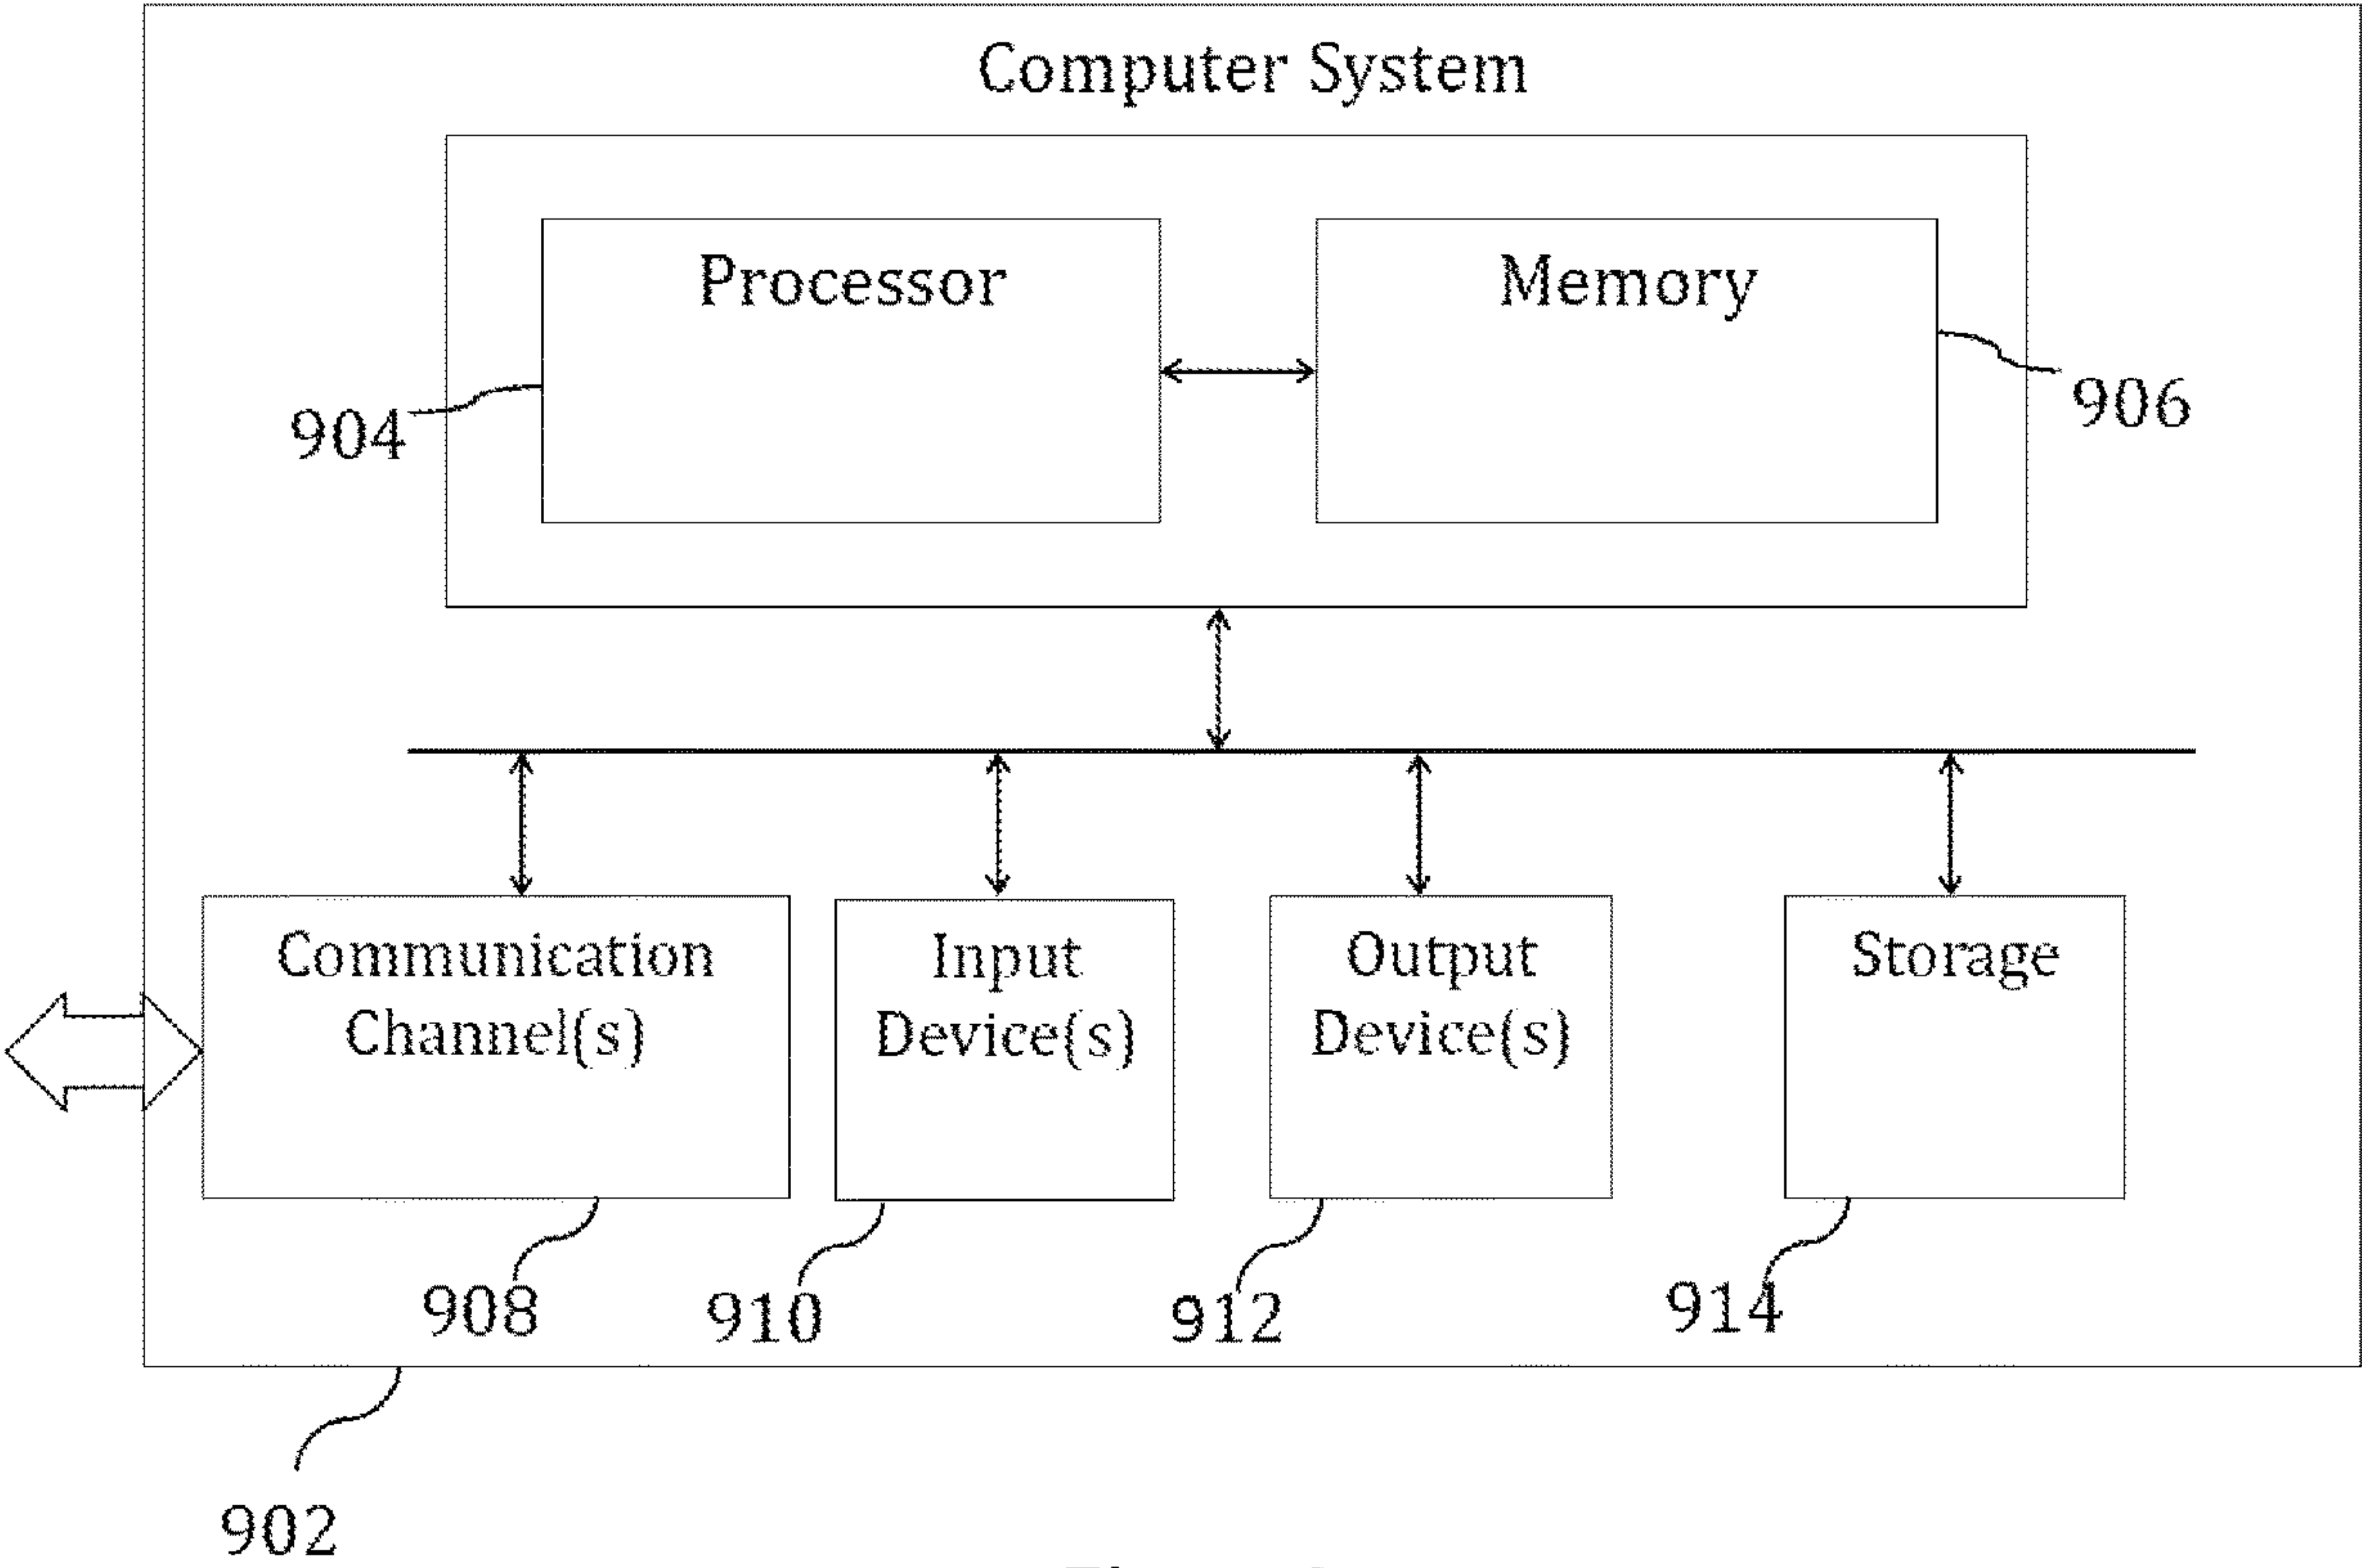 Computer System
Processor
Memory
904
906
Communication
Channel(s)
Input
Device(s)
Output
Device(s)
Storage
908
910
912
914
902